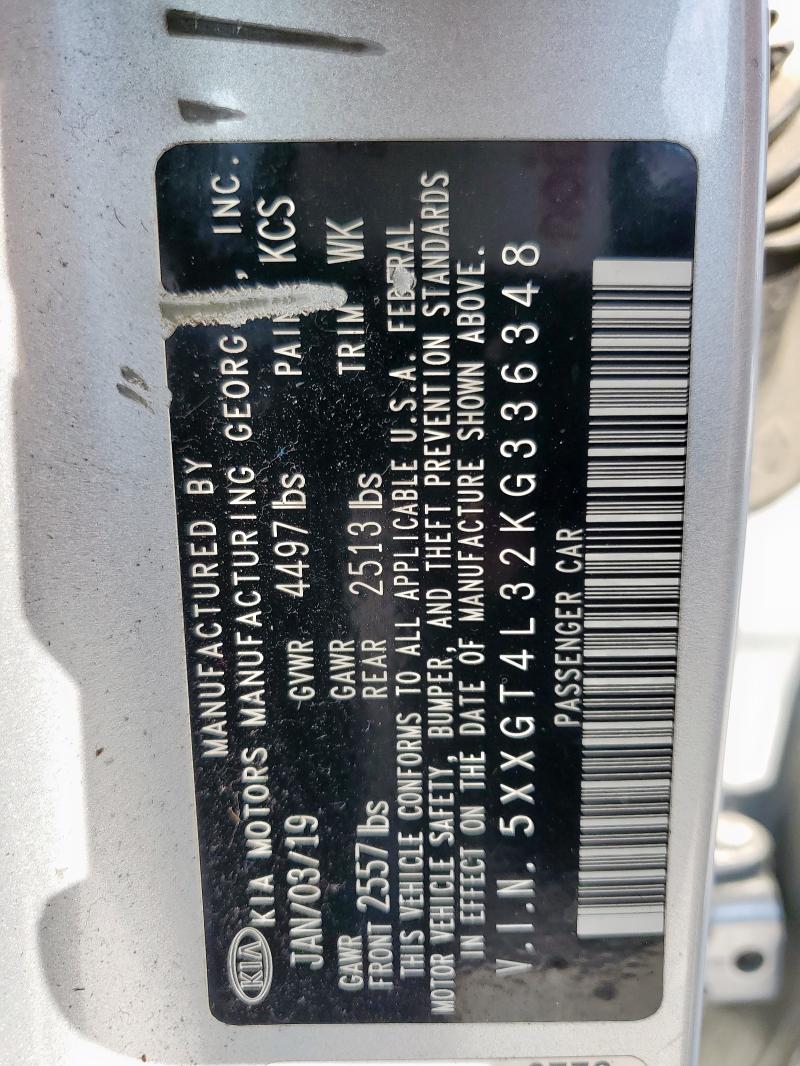 KIA
MANUFACTURED BY
KIA MOTORS MANUFACTURING GEORG , INC.
JAN/03/19 GVWR 4497 lbs PAIN KCS
GAWR FRONT 2557 lbs GAWR REAR 2513 lbs TRIM WK
THIS VEHICLE CONFORMS TO ALL APPLICABLE U.S.A. FEDERAL
MOTOR VEHICLE SAFETY, BUMPER, AND THEFT PREVENTION STANDARDS
IN EFFECT ON THE DATE OF MANUFACTURE SHOWN ABOVE.
V.I.N. 5XXGT4L32KG336348
PASSENGER CAR